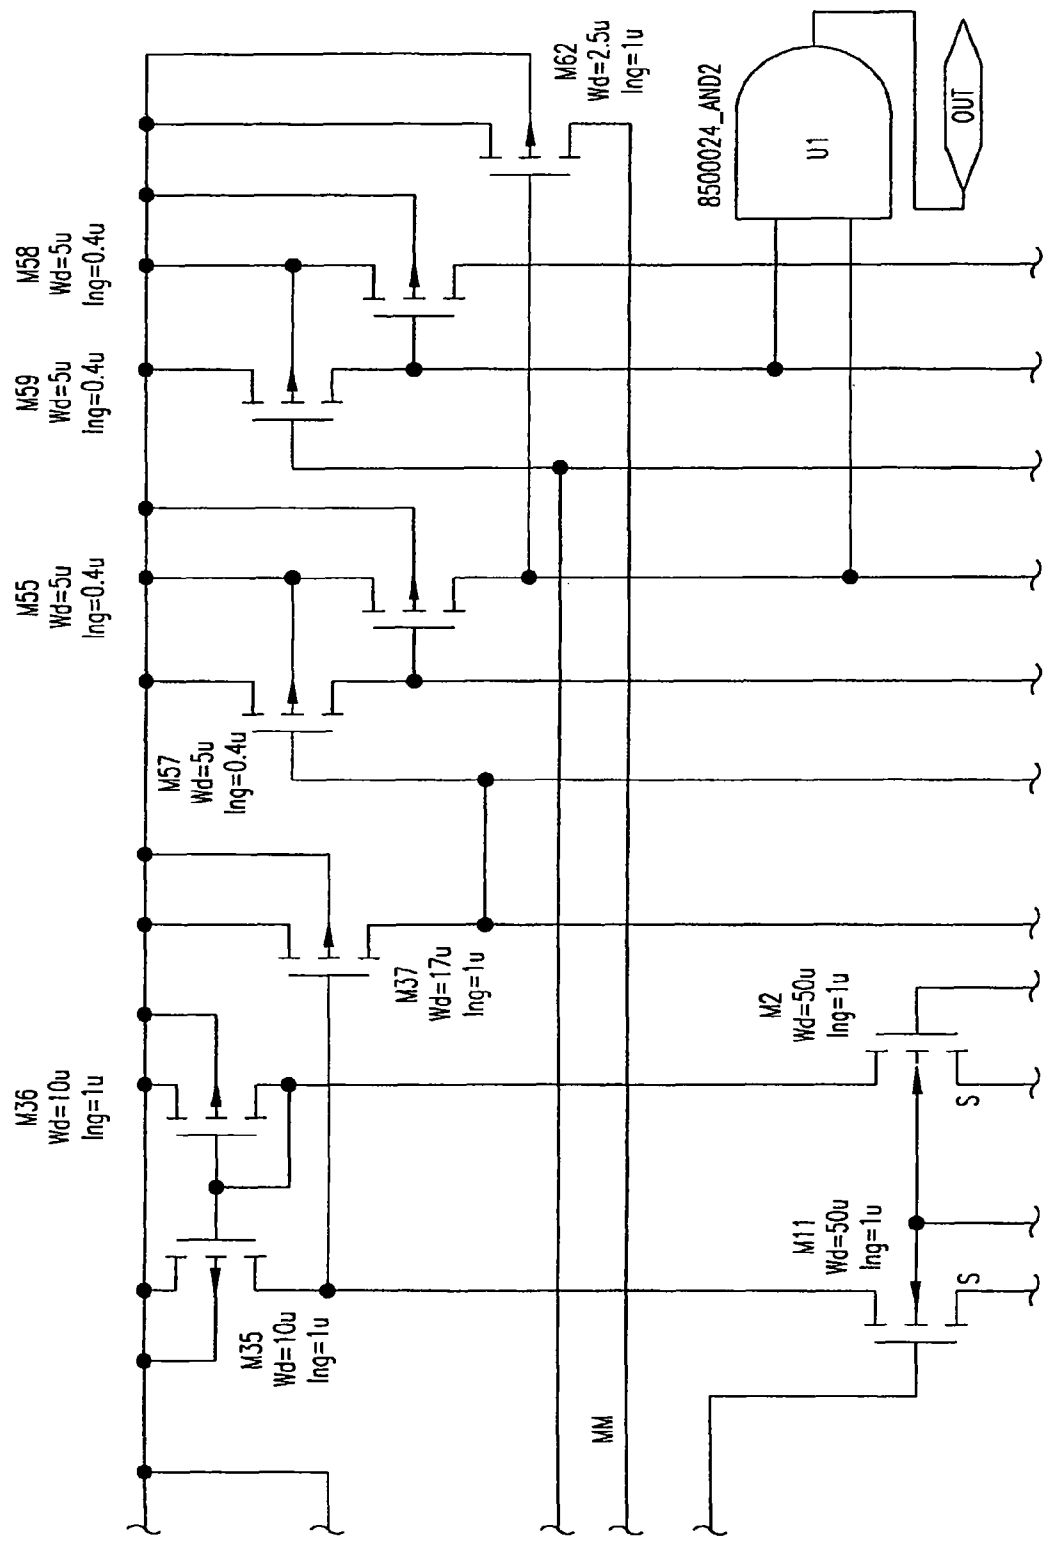 M36
Wd=10u
lng=1u
M55
Wd=5u
lng=0.4u
M59
Wd=5u
lng=0.4u
M58
Wd=5u
lng=0.4u
M35
Wd=10u
lng=1u
M37
Wd=17u
lng=1u
M57
Wd=5u
lng=0.4u
M62
Wd=2.5u
lng=1u
MM
M11
Wd=50u
lng=1u
S
M2
Wd=50u
lng=1u
S
8500024_AND2
U1
OUT